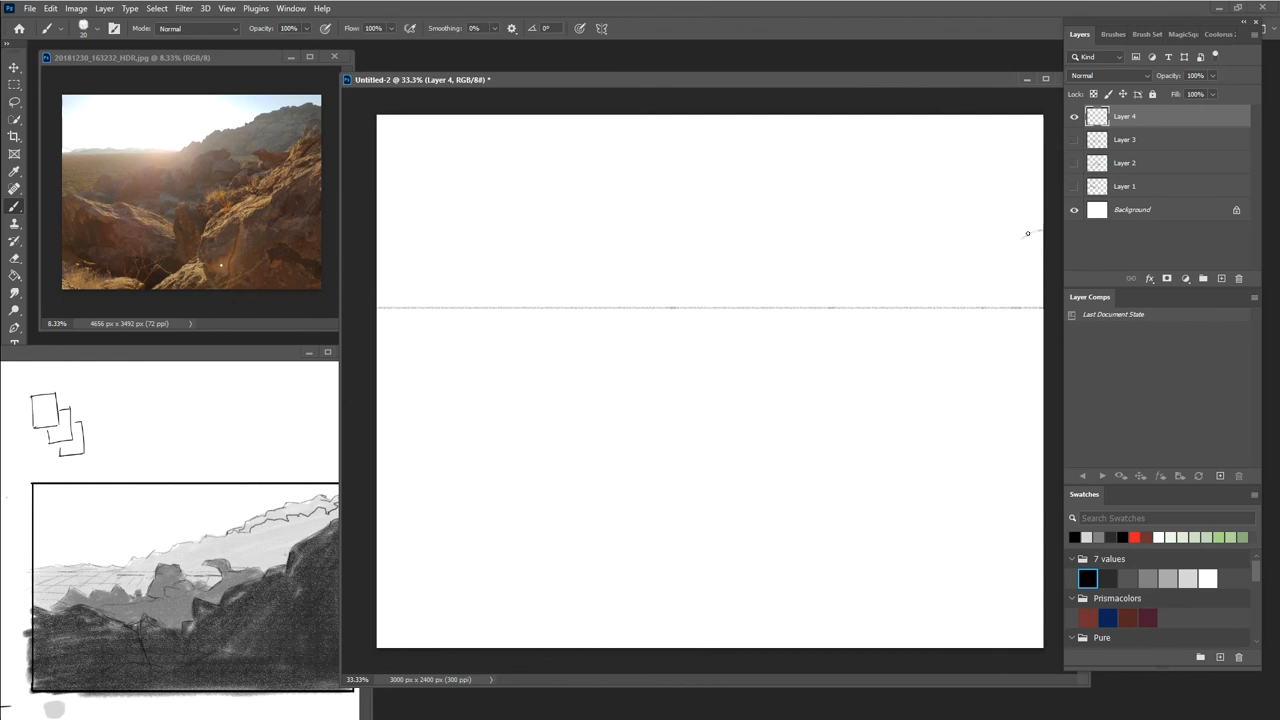 Ps File Edit Image Layer Type Select Filter 3D View Plugins Window Help
20 Mode: Normal Opacity: 100% Flow: 100% Smoothing: 0% 0°
20181230_163232_HDR.jpg @ 8.33% (RGB/8)
8.33% 4656 px x 3492 px (72 ppi)
Untitled-2 @ 33.3% (Layer 4, RGB/8#) *
33.33% 3000 px x 2400 px (300 ppi)
Layers Brushes Brush Set MagicSqu Coolorus
Kind
Normal Opacity: 100%
Lock: Fill: 100%
Layer 4
Layer 3
Layer 2
Layer 1
Background
fx
Layer Comps
Last Document State
Swatches
Search Swatches
7 values
Prismacolors
Pure